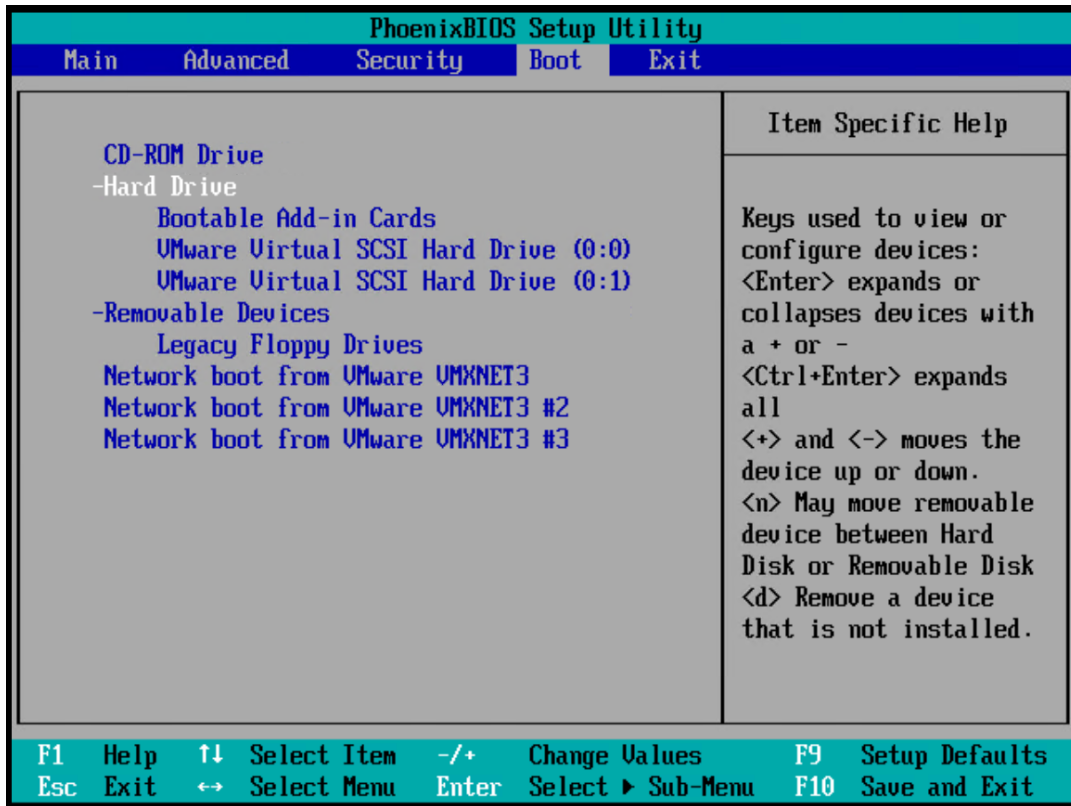 PhoenixBIOS Setup Utility
Main Advanced Security Boot Exit
CD-ROM Drive
-Hard Drive
Bootable Add-in Cards
VMware Virtual SCSI Hard Drive (0:0)
VMware Virtual SCSI Hard Drive (0:1)
-Removable Devices
Legacy Floppy Drives
Network boot from VMware VMXNET3
Network boot from VMware VMXNET3 #2
Network boot from VMware VMXNET3 #3
Item Specific Help
Keys used to view or
configure devices:
<Enter> expands or
collapses devices with
a + or -
<Ctrl+Enter> expands
all
<+> and <-> moves the
device up or down.
<n> May move removable
device between Hard
Disk or Removable Disk
<d> Remove a device
that is not installed.
F1 Help ↑↓ Select Item -/+ Change Values F9 Setup Defaults
Esc Exit ↔ Select Menu Enter Select ▶ Sub-Menu F10 Save and Exit